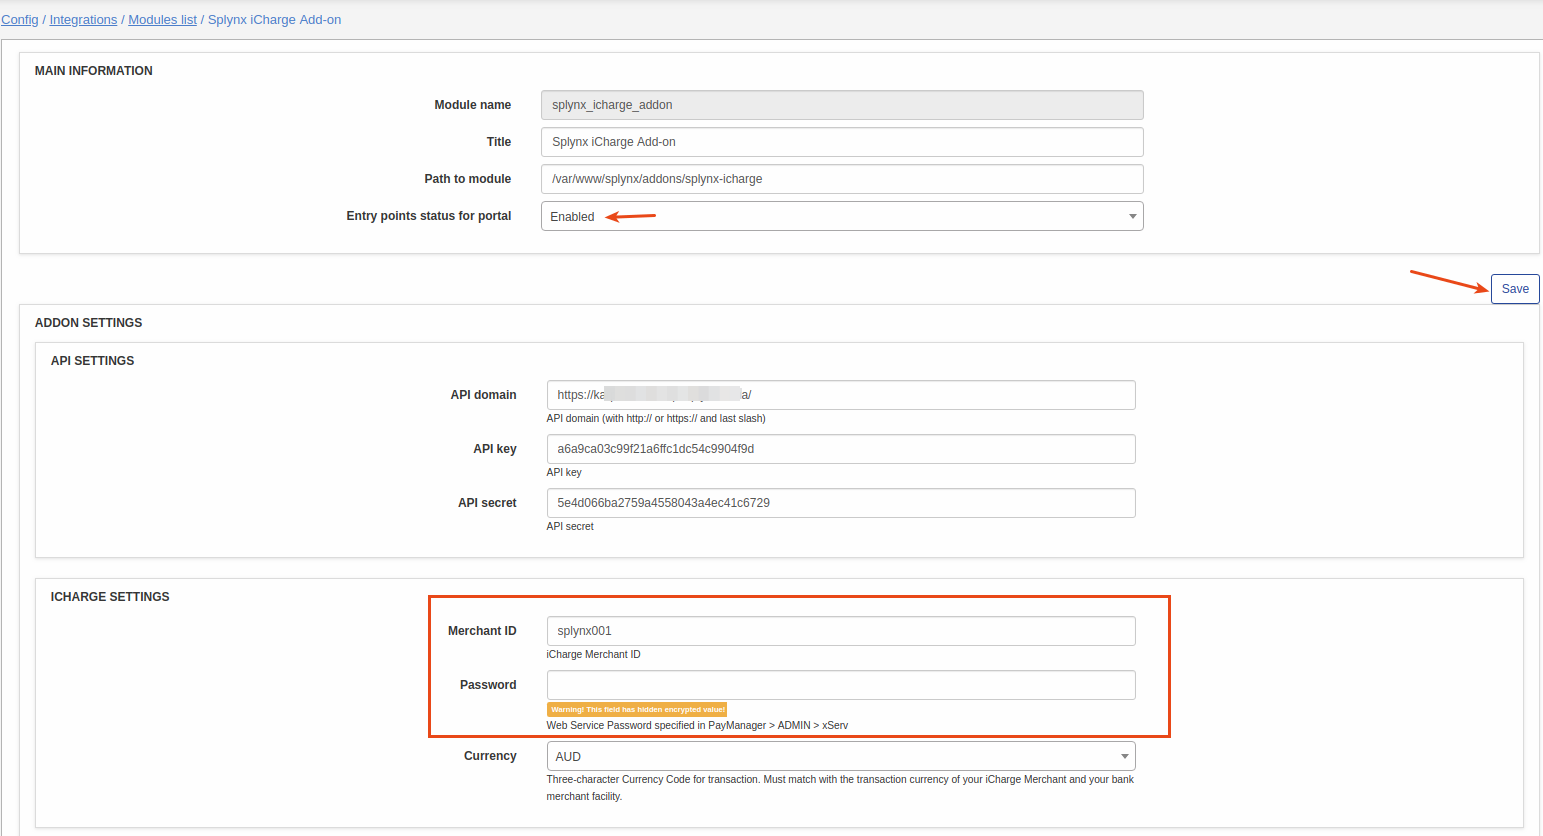 Config / Integrations / Modules list / Splynx iCharge Add-on
MAIN INFORMATION
Module name
splynx_icharge_addon
Title
Splynx iCharge Add-on
Path to module
/var/www/splynx/addons/splynx-icharge
Entry points status for portal
Enabled
Save
ADDON SETTINGS
API SETTINGS
API domain
https://ka a/
API domain (with http:// or https:// and last slash)
API key
a6a9ca03c99f21a6ffc1dc54c9904f9d
API key
API secret
5e4d066ba2759a4558043a4ec41c6729
API secret
ICHARGE SETTINGS
Merchant ID
splynx001
iCharge Merchant ID
Password
Warning! This field has hidden encrypted value!
Web Service Password specified in PayManager > ADMIN > xServ
Currency
AUD
Three-character Currency Code for transaction. Must match with the transaction currency of your iCharge Merchant and your bank
merchant facility.